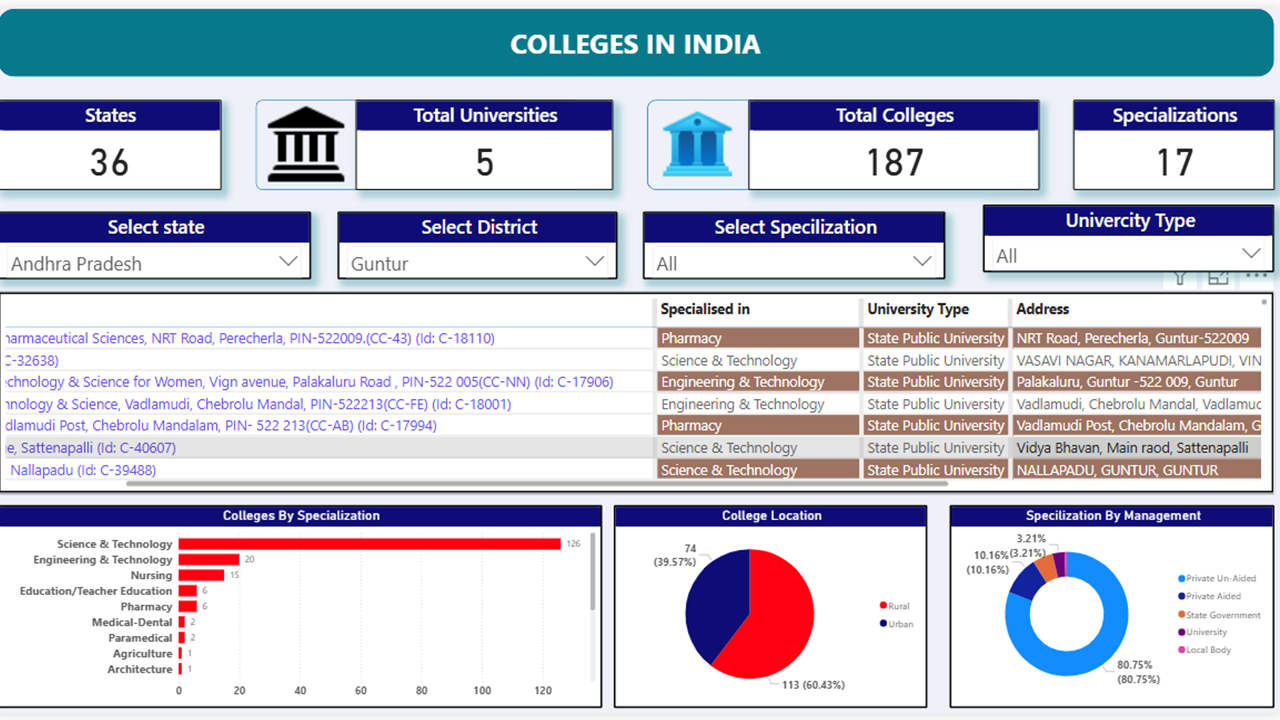 COLLEGES IN INDIA
States
36
Total Universities
5
Total Colleges
187
Specializations
17
Select state
Andhra Pradesh
Select District
Guntur
Select Specilization
All
Univercity Type
All
Specialised in University Type Address
harmaceutical Sciences, NRT Road, Perecherla, PIN-522009.(CC-43) (Id: C-18110) Pharmacy State Public University NRT Road, Perecherla, Guntur-522009
C-32638) Science & Technology State Public University VASAVI NAGAR, KANAMARLAPUDI, VIN
chnology & Science for Women, Vign avenue, Palakaluru Road , PIN-522 005(CC-NN) (Id: C-17906) Engineering & Technology State Public University Palakaluru, Guntur -522 009, Guntur
nology & Science, Vadlamudi, Chebrolu Mandal, PIN-522213(CC-FE) (Id: C-18001) Engineering & Technology State Public University Vadlamudi, Chebrolu Mandal, Vadlamuc
dlamudi Post, Chebrolu Mandalam, PIN- 522 213(CC-AB) (Id: C-17994) Pharmacy State Public University Vadlamudi Post, Chebrolu Mandalam, G
e, Sattenapalli (Id: C-40607) Science & Technology State Public University Vidya Bhavan, Main raod, Sattenapalli
Nallapadu (Id: C-39488) Science & Technology State Public University NALLAPADU, GUNTUR, GUNTUR
Colleges By Specialization
Science & Technology 126
Engineering & Technology 20
Nursing 15
Education/Teacher Education 6
Pharmacy 6
Medical-Dental 2
Paramedical 2
Agriculture 1
Architecture 1
0 20 40 60 80 100 120
College Location
74
(39.57%)
113 (60.43%)
Rural
Urban
Specilization By Management
3.21%
(3.21%)
10.16%
(10.16%)
80.75%
(80.75%)
Private Un-Aided
Private Aided
State Government
University
Local Body